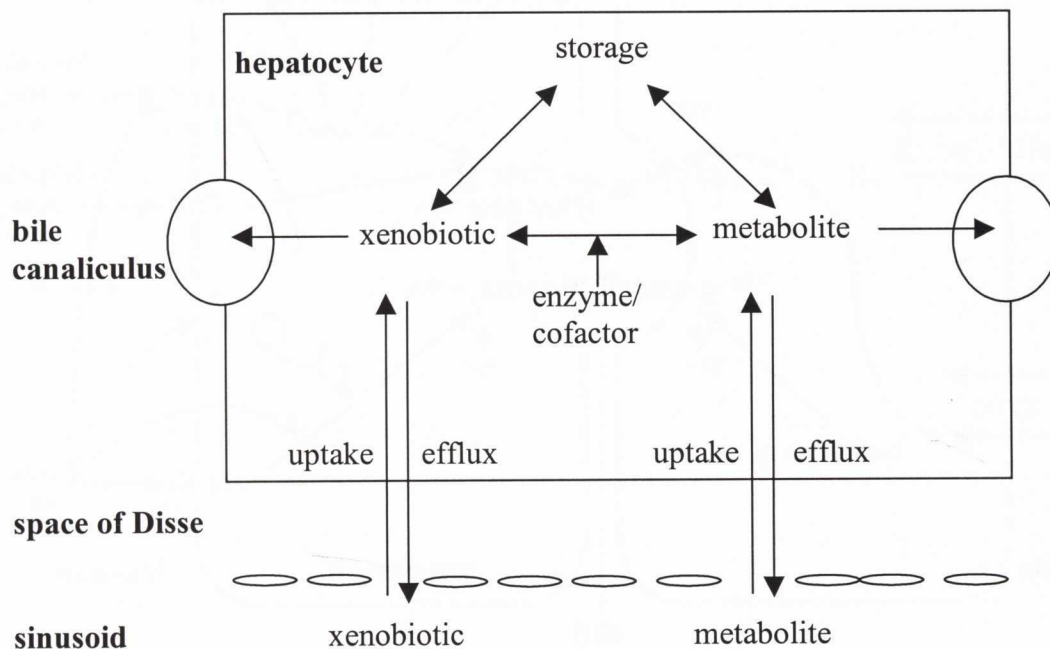 storage
hepatocyte
bile
canaliculus
xenobiotic
metabolite
enzyme/
cofactor
uptake
efflux
uptake
efflux
space of Disse
sinusoid
xenobiotic
metabolite